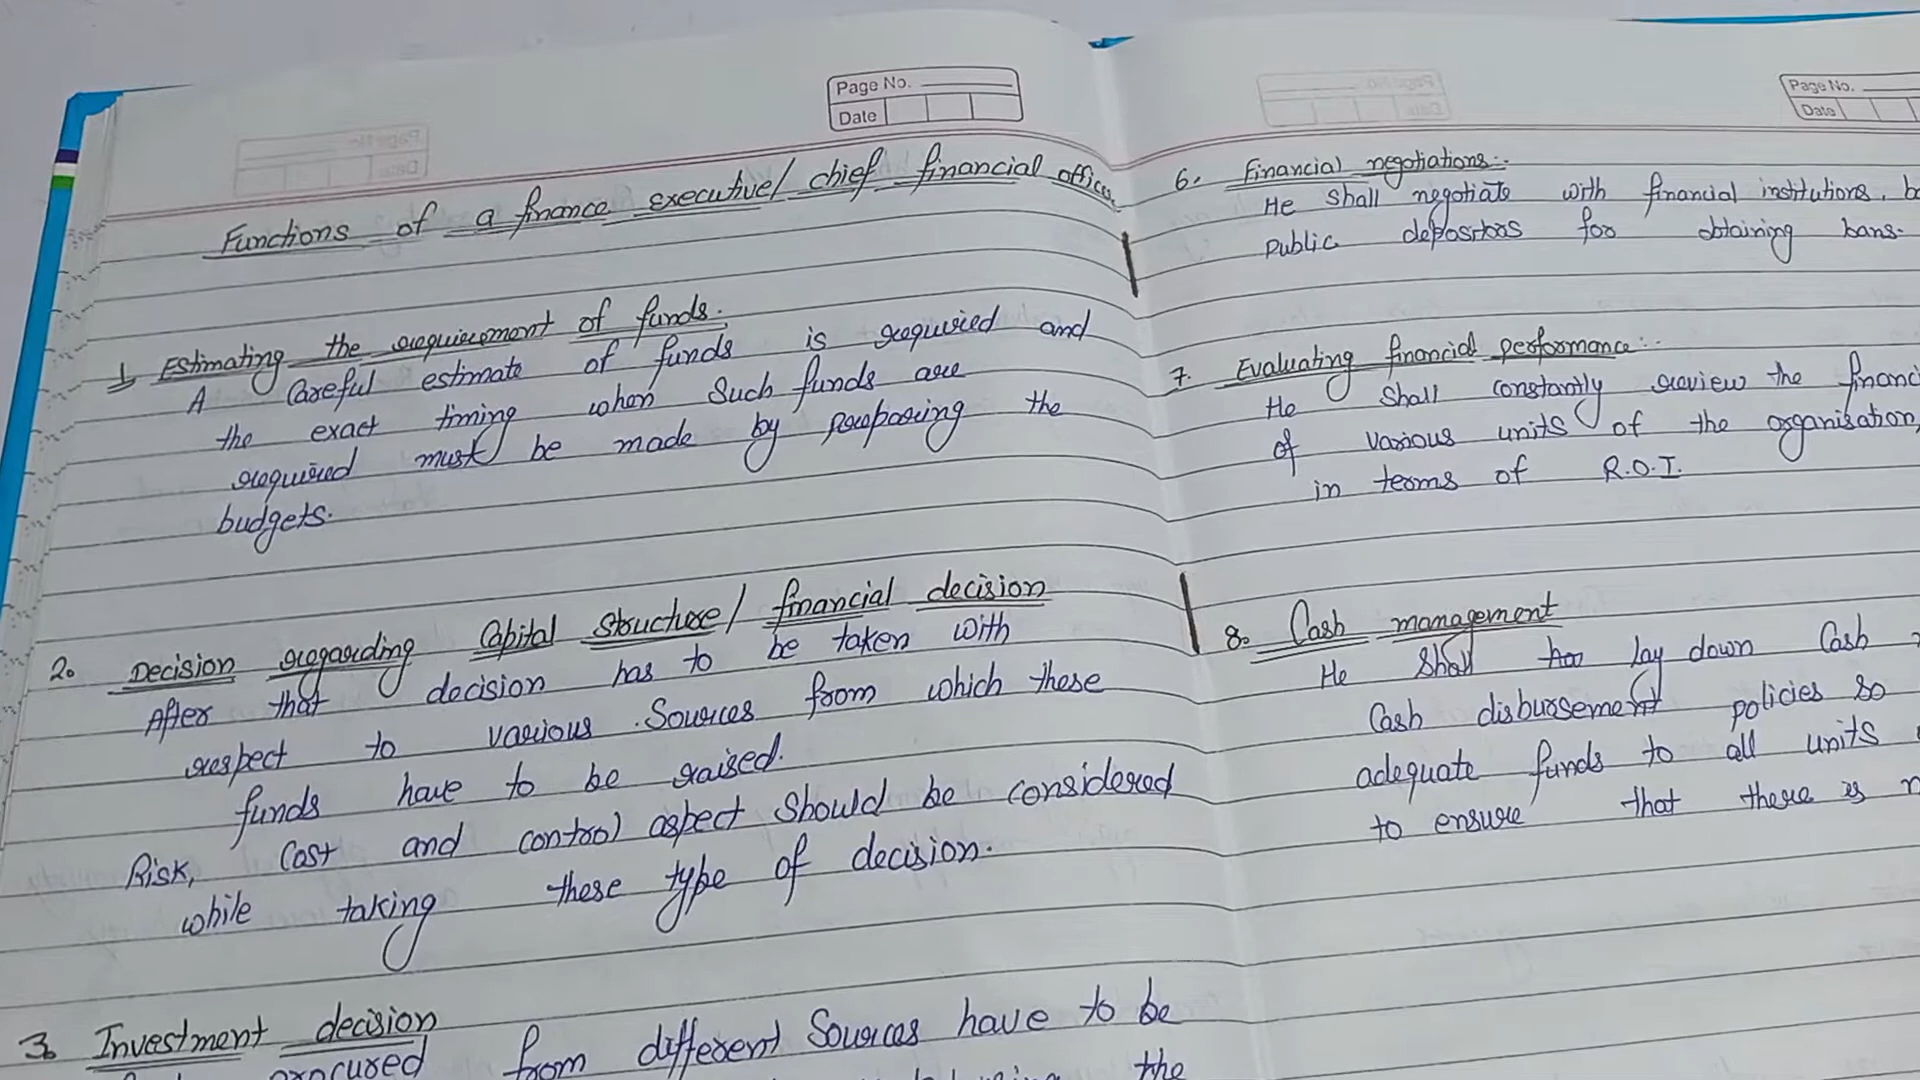 Page No.
Date
Functions of a finance executive/ chief financial office
1 Estimating the requirement of funds.
A Careful estimate of funds is required and
the exact timing when Such funds are
required must be made by preparing the
budgets.
2. Decision regarding Capital Structure/ financial decision
After that decision has to be taken with
respect to various Sources from which these
funds have to be raised.
Risk, Cost and control aspect should be considered
while taking these type of decision.
3. Investment decision
procured from different Sources have to be
the
Page No.
Date
6. Financial negotiations:-
He Shall negotiate with financial institutions,
public depositors for obtaining loans.
7. Evaluating financial performance:-
He Shall constantly review the financi
of various units of the organisation,
in terms of R.O.I.
8. Cash management
He Shall lay down Cash
Cash disbursement policies so
adequate funds to all units
to ensure that there is n